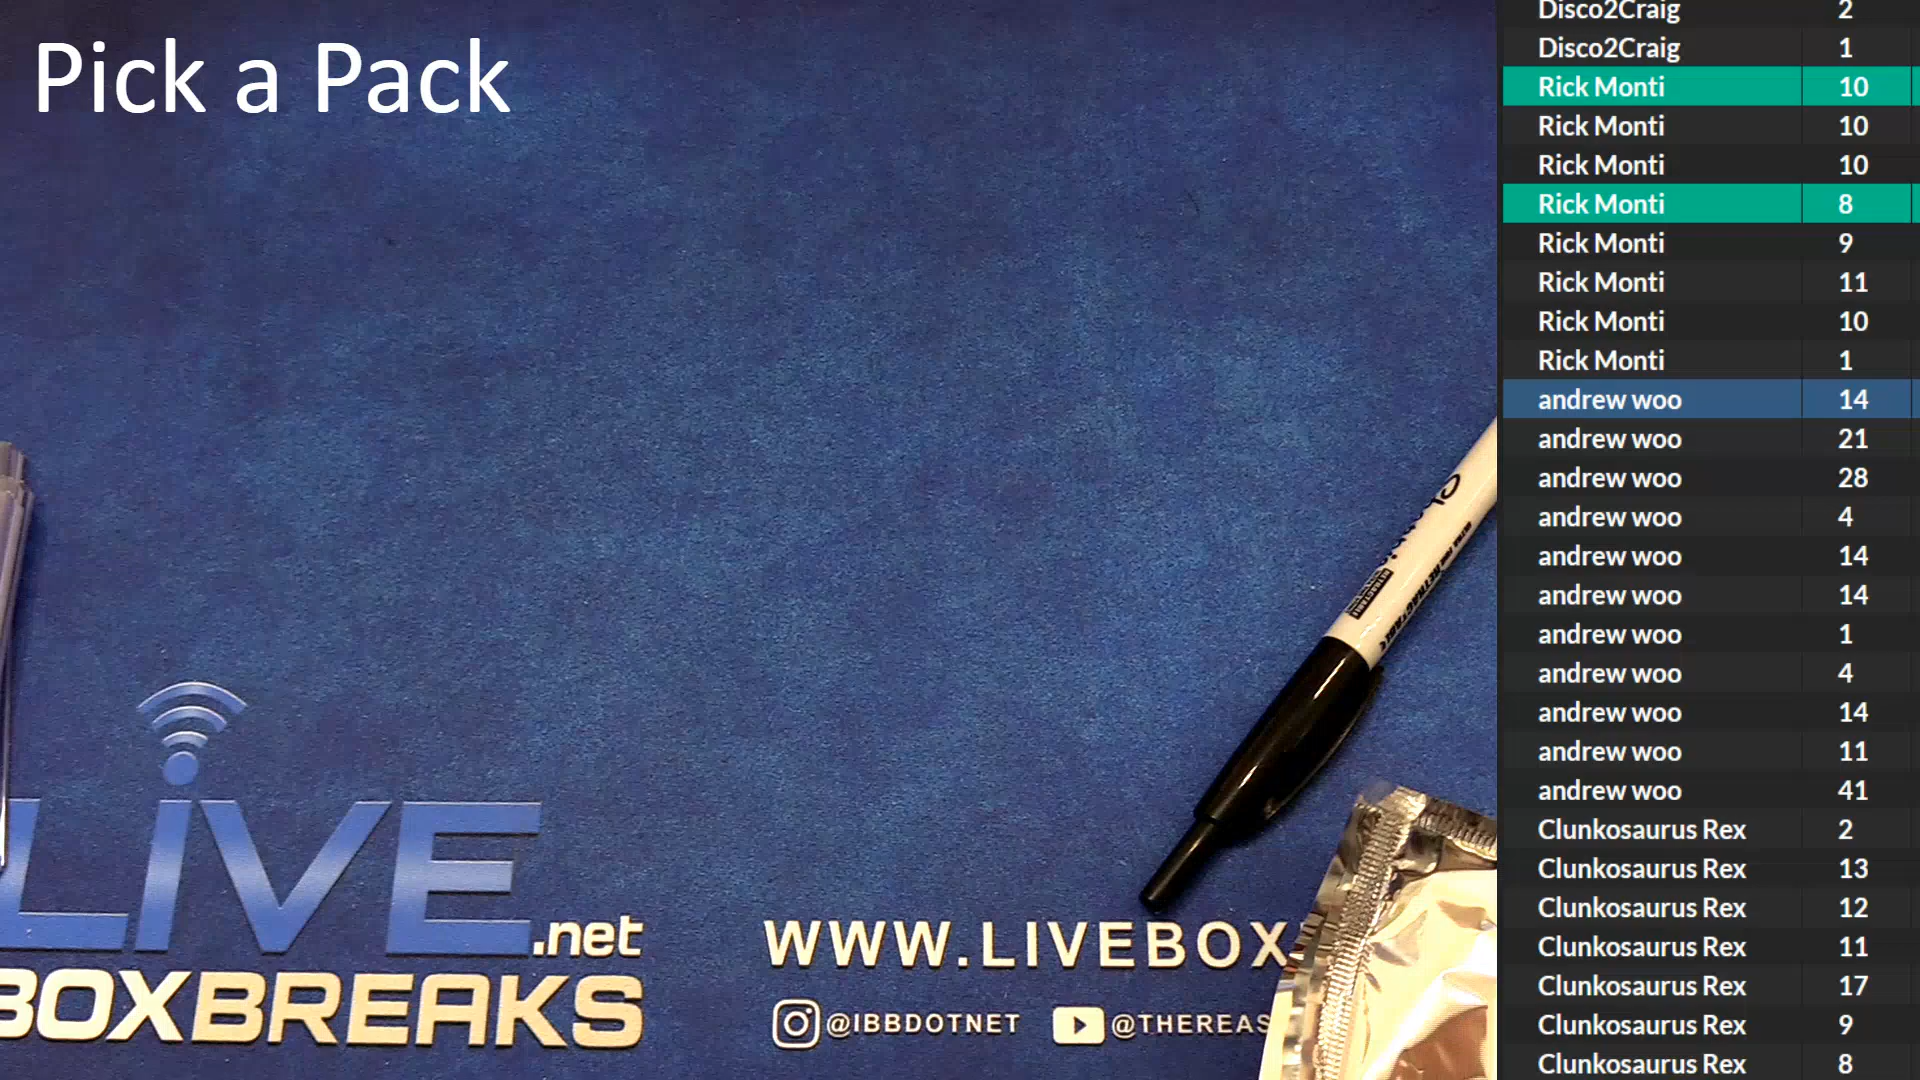 Pick a Pack
LIVE.net
BOXBREAKS
WWW.LIVEBOX
@IBBDOTNET
@THEREAS
Disco2Craig 2
Disco2Craig 1
Rick Monti 10
Rick Monti 10
Rick Monti 10
Rick Monti 8
Rick Monti 9
Rick Monti 11
Rick Monti 10
Rick Monti 1
andrew woo 14
andrew woo 21
andrew woo 28
andrew woo 4
andrew woo 14
andrew woo 14
andrew woo 1
andrew woo 4
andrew woo 14
andrew woo 11
andrew woo 41
Clunkosaurus Rex 2
Clunkosaurus Rex 13
Clunkosaurus Rex 12
Clunkosaurus Rex 11
Clunkosaurus Rex 17
Clunkosaurus Rex 9
Clunkosaurus Rex 8